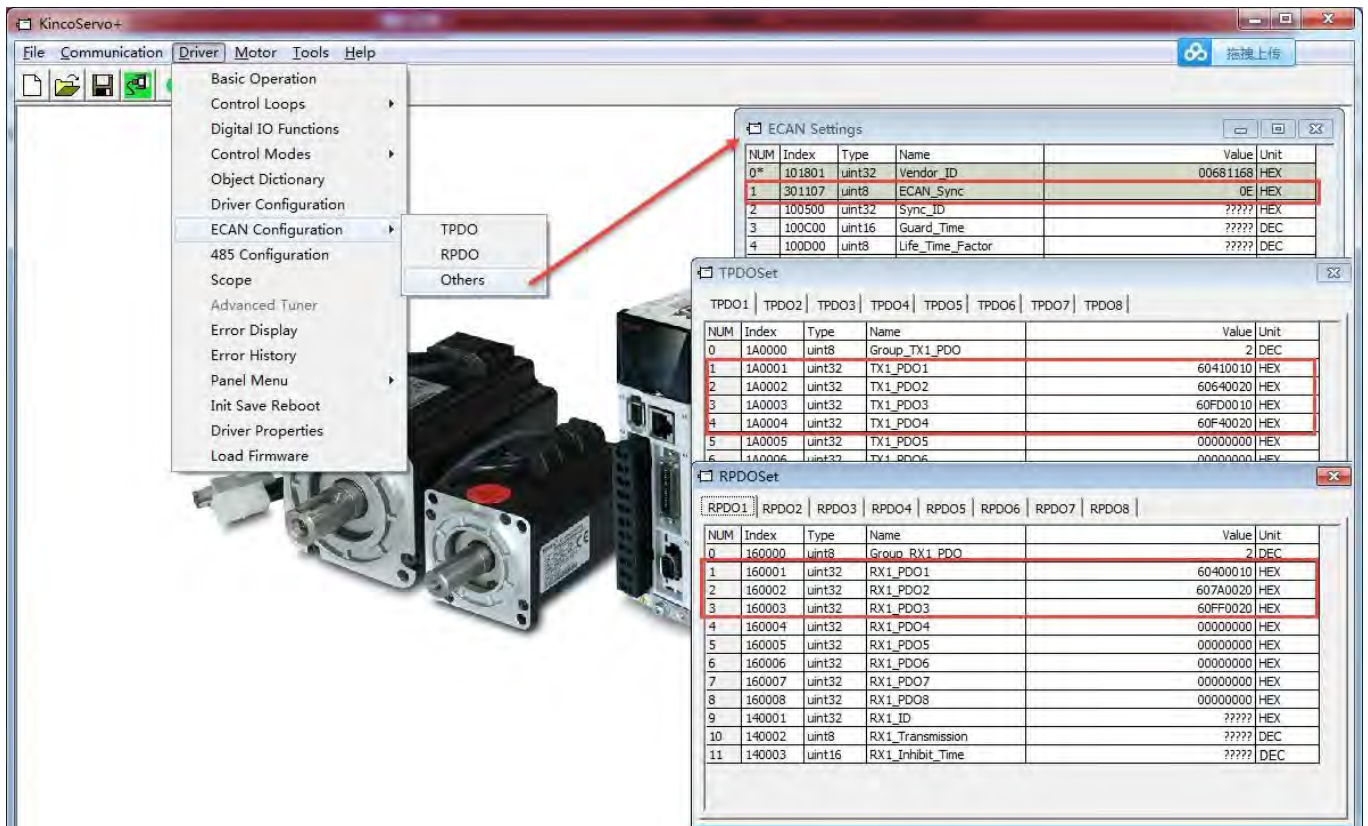 KincoServo+
File Communication Driver Motor Tools Help
拖拽上传
Basic Operation
Control Loops
Digital IO Functions
Control Modes
Object Dictionary
Driver Configuration
ECAN Configuration
485 Configuration
Scope
Advanced Tuner
Error Display
Error History
Panel Menu
Init Save Reboot
Driver Properties
Load Firmware
TPDO
RPDO
Others
ECAN Settings
NUM Index Type Name Value Unit
0* 101801 uint32 Vendor_ID 00681168 HEX
1 301107 uint8 ECAN_Sync 0E HEX
2 100500 uint32 Sync_ID ????? HEX
3 100C00 uint16 Guard_Time ????? DEC
4 100D00 uint8 Life_Time_Factor ????? DEC
TPDOSet
TPDO1 TPDO2 TPDO3 TPDO4 TPDO5 TPDO6 TPDO7 TPDO8
NUM Index Type Name Value Unit
0 1A0000 uint8 Group_TX1_PDO 2 DEC
1 1A0001 uint32 TX1_PDO1 60410010 HEX
2 1A0002 uint32 TX1_PDO2 60640020 HEX
3 1A0003 uint32 TX1_PDO3 60FD0010 HEX
4 1A0004 uint32 TX1_PDO4 60F40020 HEX
5 1A0005 uint32 TX1_PDO5 00000000 HEX
6 1A0006 uint32 TX1_PDO6 00000000 HEX
RPDOSet
RPDO1 RPDO2 RPDO3 RPDO4 RPDO5 RPDO6 RPDO7 RPDO8
NUM Index Type Name Value Unit
0 160000 uint8 Group_RX1_PDO 2 DEC
1 160001 uint32 RX1_PDO1 60400010 HEX
2 160002 uint32 RX1_PDO2 607A0020 HEX
3 160003 uint32 RX1_PDO3 60FF0020 HEX
4 160004 uint32 RX1_PDO4 00000000 HEX
5 160005 uint32 RX1_PDO5 00000000 HEX
6 160006 uint32 RX1_PDO6 00000000 HEX
7 160007 uint32 RX1_PDO7 00000000 HEX
8 160008 uint32 RX1_PDO8 00000000 HEX
9 140001 uint32 RX1_ID ????? HEX
10 140002 uint8 RX1_Transmission ????? DEC
11 140003 uint16 RX1_Inhibit_Time ????? DEC